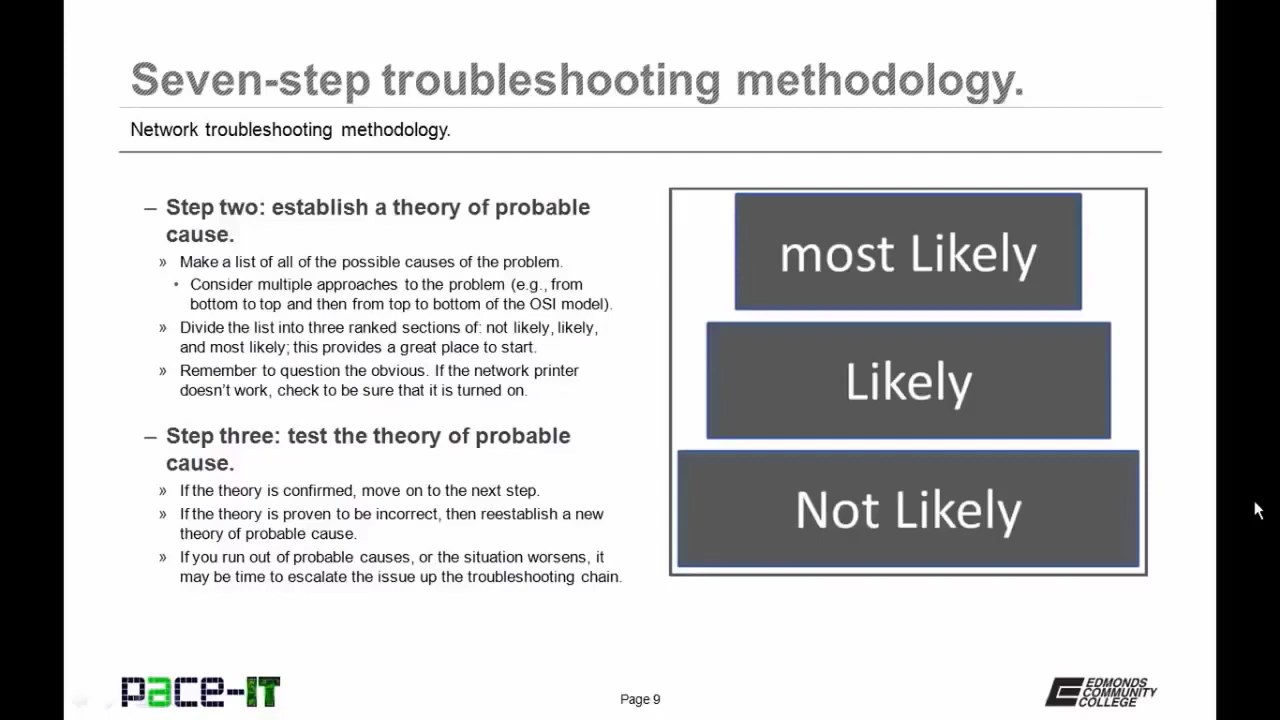 Seven-step troubleshooting methodology.
Network troubleshooting methodology.
– Step two: establish a theory of probable
cause.
» Make a list of all of the possible causes of the problem.
• Consider multiple approaches to the problem (e.g., from
bottom to top and then from top to bottom of the OSI model).
» Divide the list into three ranked sections of: not likely, likely,
and most likely; this provides a great place to start.
» Remember to question the obvious. If the network printer
doesn't work, check to be sure that it is turned on.
– Step three: test the theory of probable
cause.
» If the theory is confirmed, move on to the next step.
» If the theory is proven to be incorrect, then reestablish a new
theory of probable cause.
» If you run out of probable causes, or the situation worsens, it
may be time to escalate the issue up the troubleshooting chain.
most Likely
Likely
Not Likely
pace-IT
Page 9
EDMONDS
COMMUNITY
COLLEGE